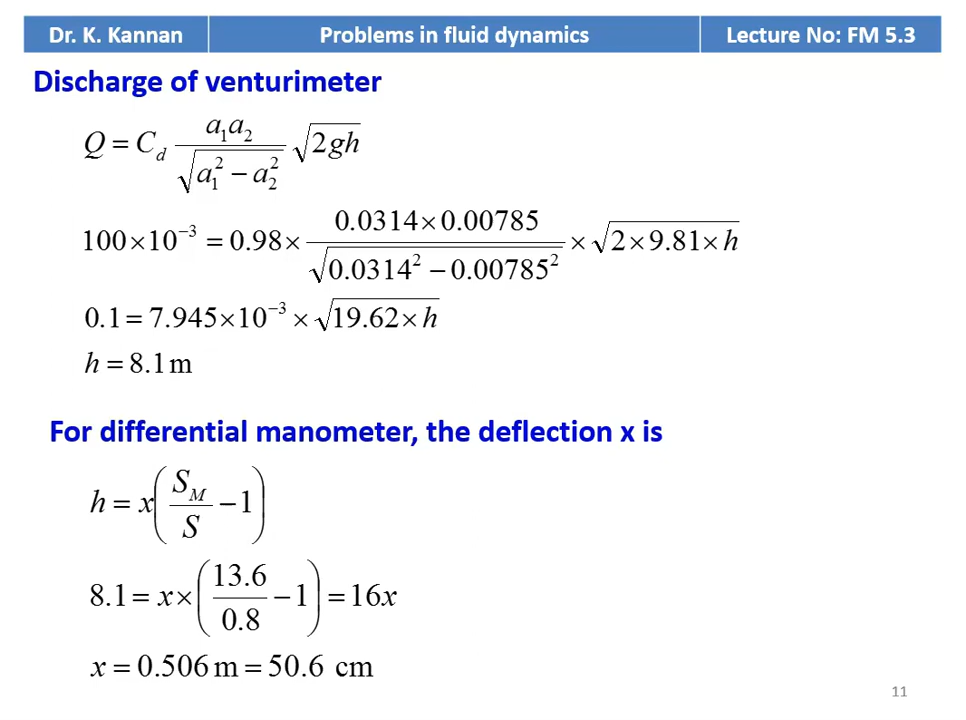 Dr. K. Kannan Problems in fluid dynamics Lecture No: FM 5.3
Discharge of venturimeter
Q = C_d a₁a₂ / √(a₁² − a₂²) √(2gh)
100×10⁻³ = 0.98× 0.0314×0.00785 / √(0.0314² − 0.00785²) × √(2×9.81×h)
0.1 = 7.945×10⁻³ × √(19.62×h)
h = 8.1 m
For differential manometer, the deflection x is
h = x(S_M / S − 1)
8.1 = x×(13.6 / 0.8 − 1) = 16x
x = 0.506 m = 50.6 cm
11